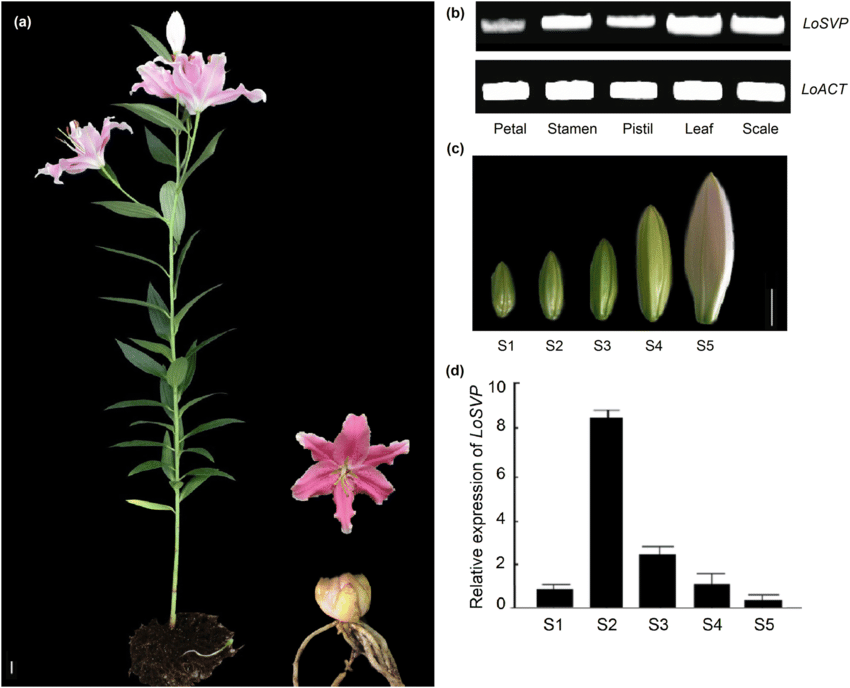 (a)
(b)
LoSVP
LoACT
Petal Stamen Pistil Leaf Scale
(c)
S1 S2 S3 S4 S5
(d)
Relative expression of LoSVP
10
8
6
4
2
0
S1 S2 S3 S4 S5